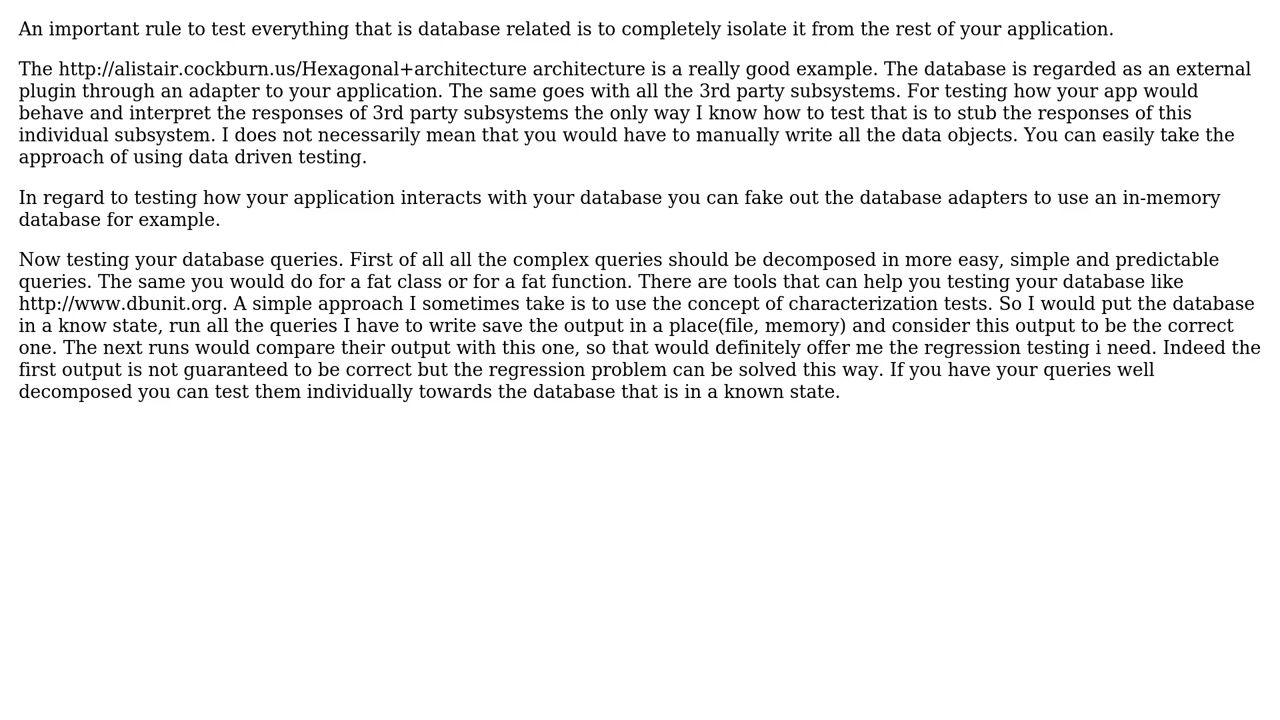 An important rule to test everything that is database related is to completely isolate it from the rest of your application.
The http://alistair.cockburn.us/Hexagonal+architecture architecture is a really good example. The database is regarded as an external
plugin through an adapter to your application. The same goes with all the 3rd party subsystems. For testing how your app would
behave and interpret the responses of 3rd party subsystems the only way I know how to test that is to stub the responses of this
individual subsystem. I does not necessarily mean that you would have to manually write all the data objects. You can easily take the
approach of using data driven testing.
In regard to testing how your application interacts with your database you can fake out the database adapters to use an in-memory
database for example.
Now testing your database queries. First of all all the complex queries should be decomposed in more easy, simple and predictable
queries. The same you would do for a fat class or for a fat function. There are tools that can help you testing your database like
http://www.dbunit.org. A simple approach I sometimes take is to use the concept of characterization tests. So I would put the database
in a know state, run all the queries I have to write save the output in a place(file, memory) and consider this output to be the correct
one. The next runs would compare their output with this one, so that would definitely offer me the regression testing i need. Indeed the
first output is not guaranteed to be correct but the regression problem can be solved this way. If you have your queries well
decomposed you can test them individually towards the database that is in a known state.